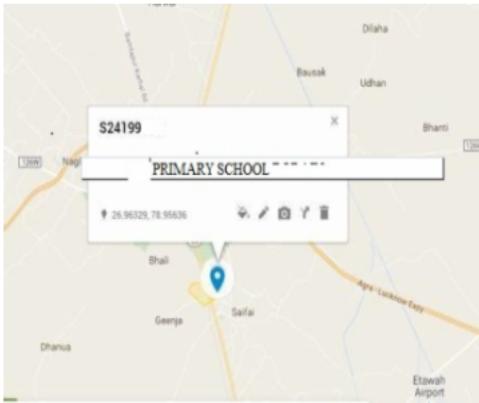 Dilaha
Bausak
Udhan
Bhanti
S24199
×
Nagl
PRIMARY SCHOOL
26.96329, 78.95636
Bhali
Saifai
Geenja
Agra - Lucknow Expy
Dhanua
Etawah
Airport